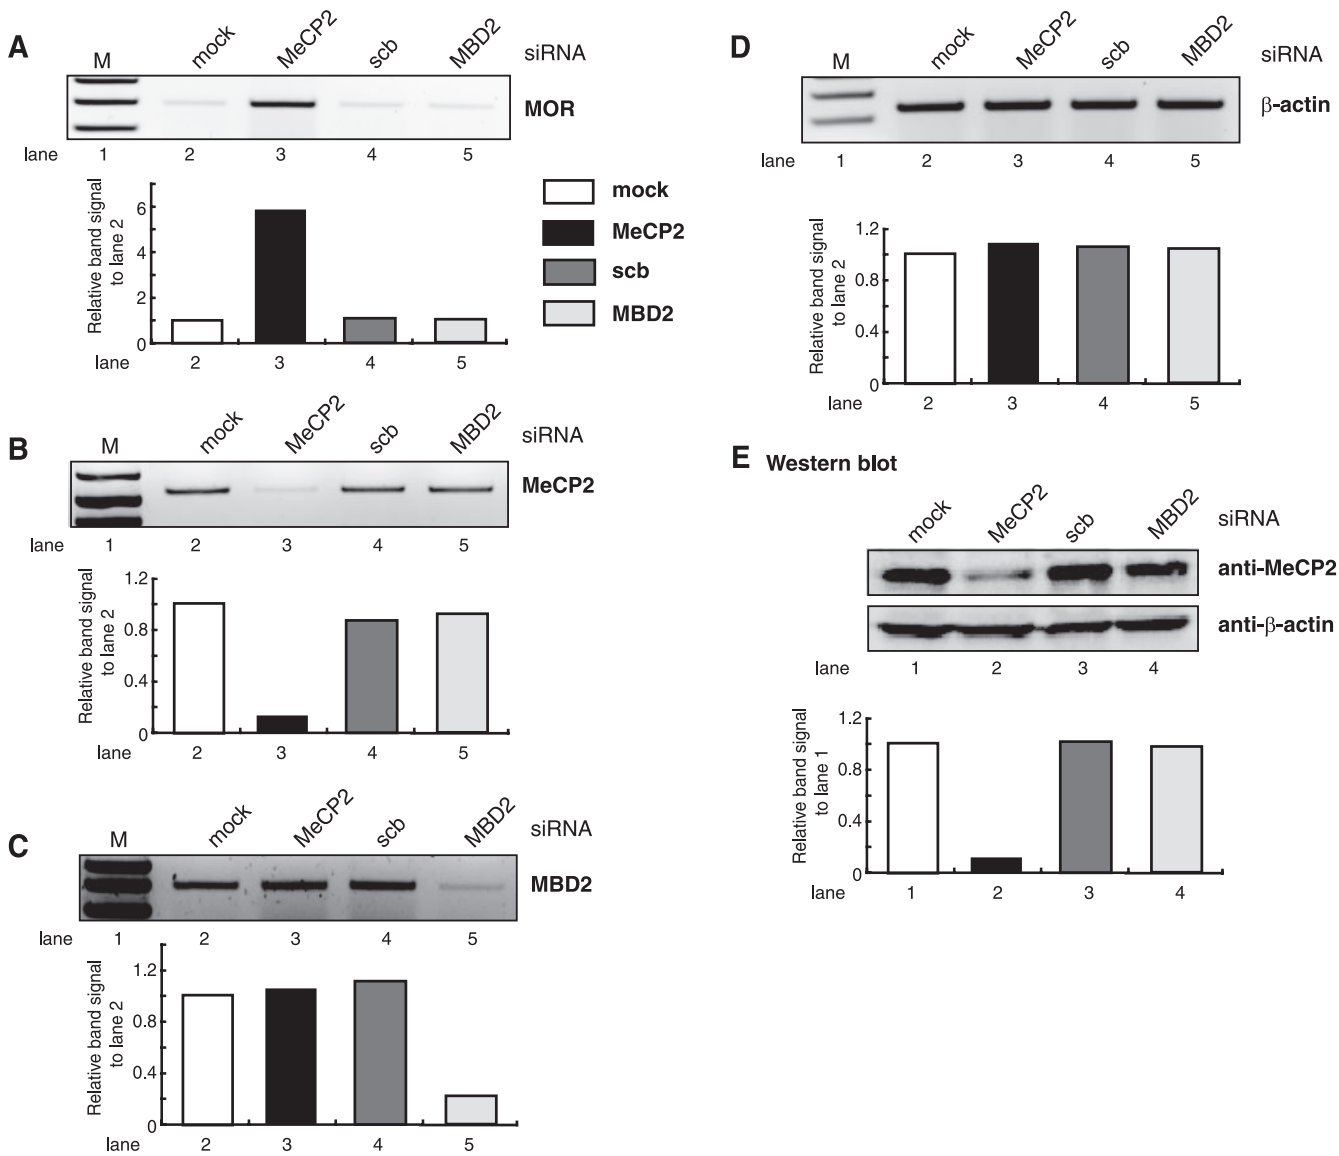 A
M mock MeCP2 scb MBD2 siRNA
MOR
lane 1 2 3 4 5
Relative band signal
to lane 2
6
4
2
0
lane 2 3 4 5
mock
MeCP2
scb
MBD2
B
M mock MeCP2 scb MBD2 siRNA
MeCP2
lane 1 2 3 4 5
Relative band signal
to lane 2
1.2
0.8
0.4
0
lane 2 3 4 5
C
M mock MeCP2 scb MBD2 siRNA
MBD2
lane 1 2 3 4 5
Relative band signal
to lane 2
1.2
0.8
0.4
0
lane 2 3 4 5
D
M mock MeCP2 scb MBD2 siRNA
β-actin
lane 1 2 3 4 5
Relative band signal
to lane 2
1.2
0.8
0.4
0
lane 2 3 4 5
E Western blot
mock MeCP2 scb MBD2 siRNA
anti-MeCP2
anti-β-actin
lane 1 2 3 4
Relative band signal
to lane 1
1.2
0.8
0.4
0
lane 1 2 3 4